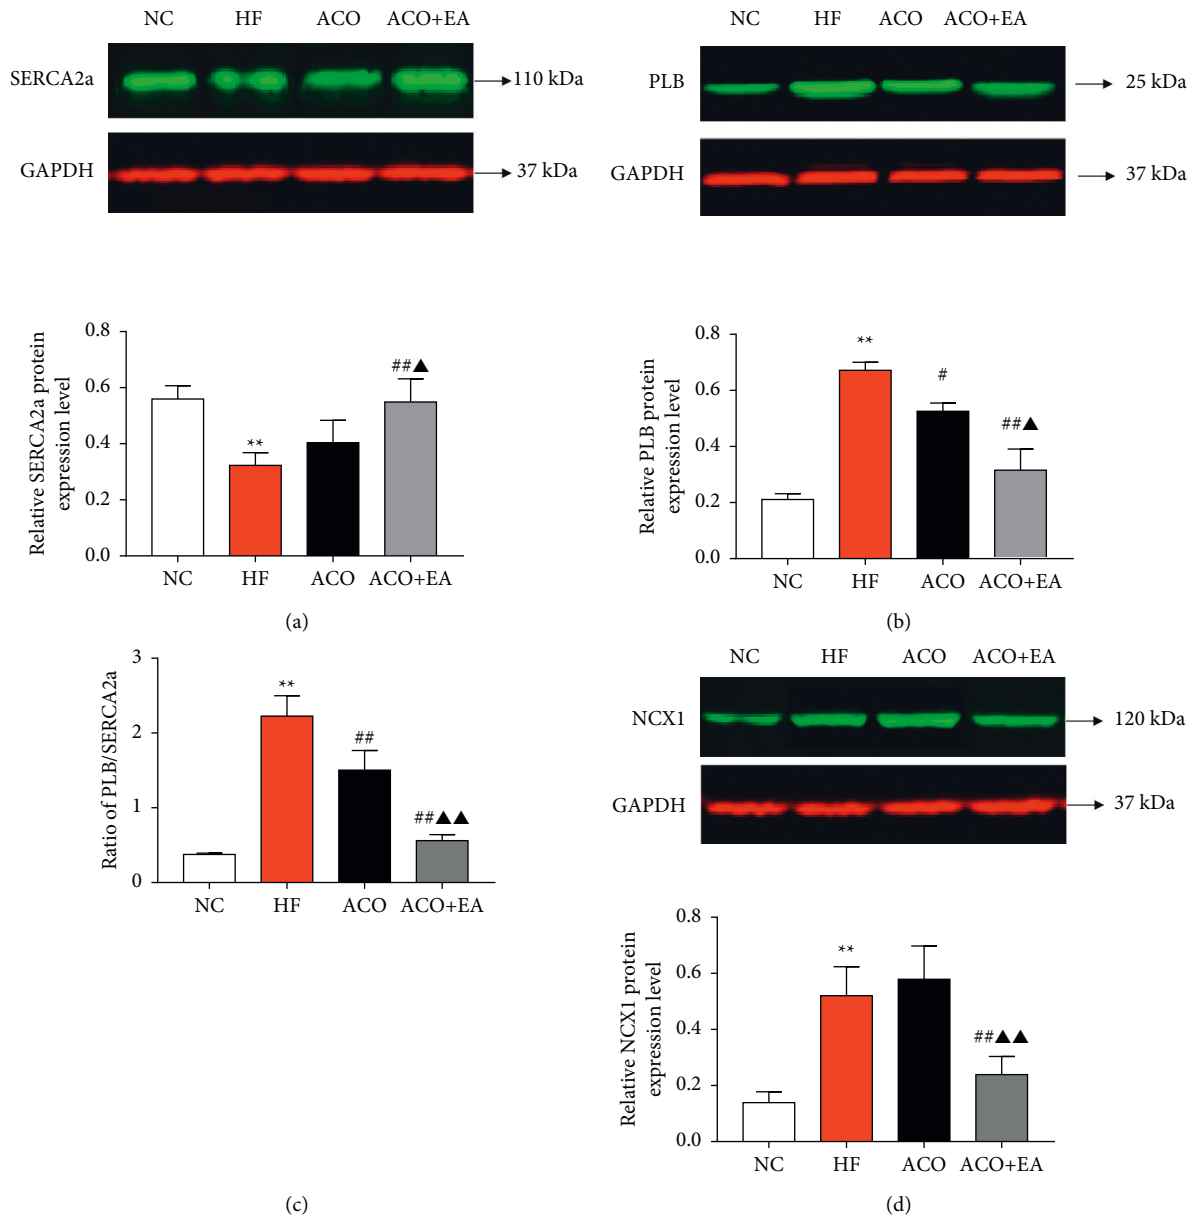 NC HF ACO ACO+EA
SERCA2a 110 kDa
GAPDH 37 kDa
Relative SERCA2a protein
expression level
0.8
0.6
0.4
0.2
0.0
**
##▲
NC HF ACO ACO+EA
(a)
NC HF ACO ACO+EA
PLB 25 kDa
GAPDH 37 kDa
Relative PLB protein
expression level
0.8
0.6
0.4
0.2
0.0
**
#
##▲
NC HF ACO ACO+EA
(b)
Ratio of PLB/SERCA2a
3
2
1
0
**
##
##▲▲
NC HF ACO ACO+EA
(c)
NC HF ACO ACO+EA
NCX1 120 kDa
GAPDH 37 kDa
Relative NCX1 protein
expression level
0.8
0.6
0.4
0.2
0.0
**
##▲▲
NC HF ACO ACO+EA
(d)